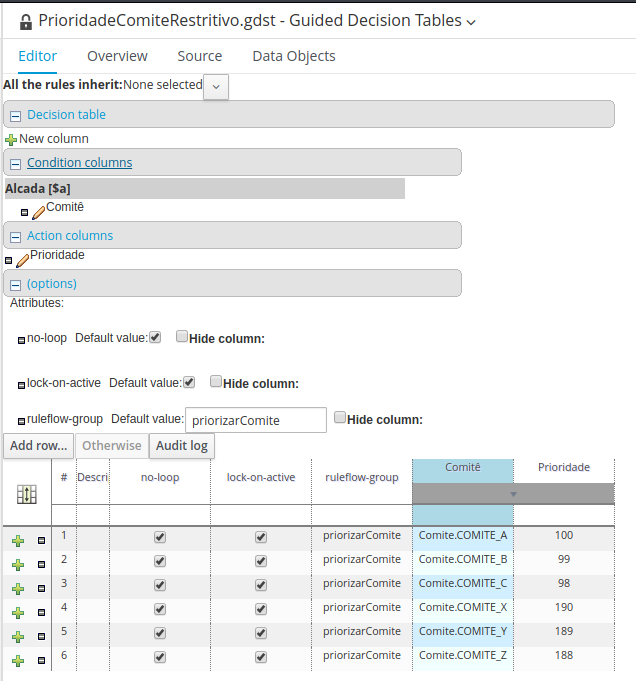 PrioridadeComiteRestritivo.gdst - Guided Decision Tables
Editor Overview Source Data Objects
All the rules inherit:None selected
Decision table
New column
Condition columns
Alcada [$a]
Comitê
Action columns
Prioridade
(options)
Attributes:
no-loop Default value: Hide column:
lock-on-active Default value: Hide column:
ruleflow-group Default value: priorizarComite Hide column:
Add row... Otherwise Audit log
# Descri no-loop lock-on-active ruleflow-group Comitê Prioridade
1 priorizarComite Comite.COMITE_A 100
2 priorizarComite Comite.COMITE_B 99
3 priorizarComite Comite.COMITE_C 98
4 priorizarComite Comite.COMITE_X 190
5 priorizarComite Comite.COMITE_Y 189
6 priorizarComite Comite.COMITE_Z 188